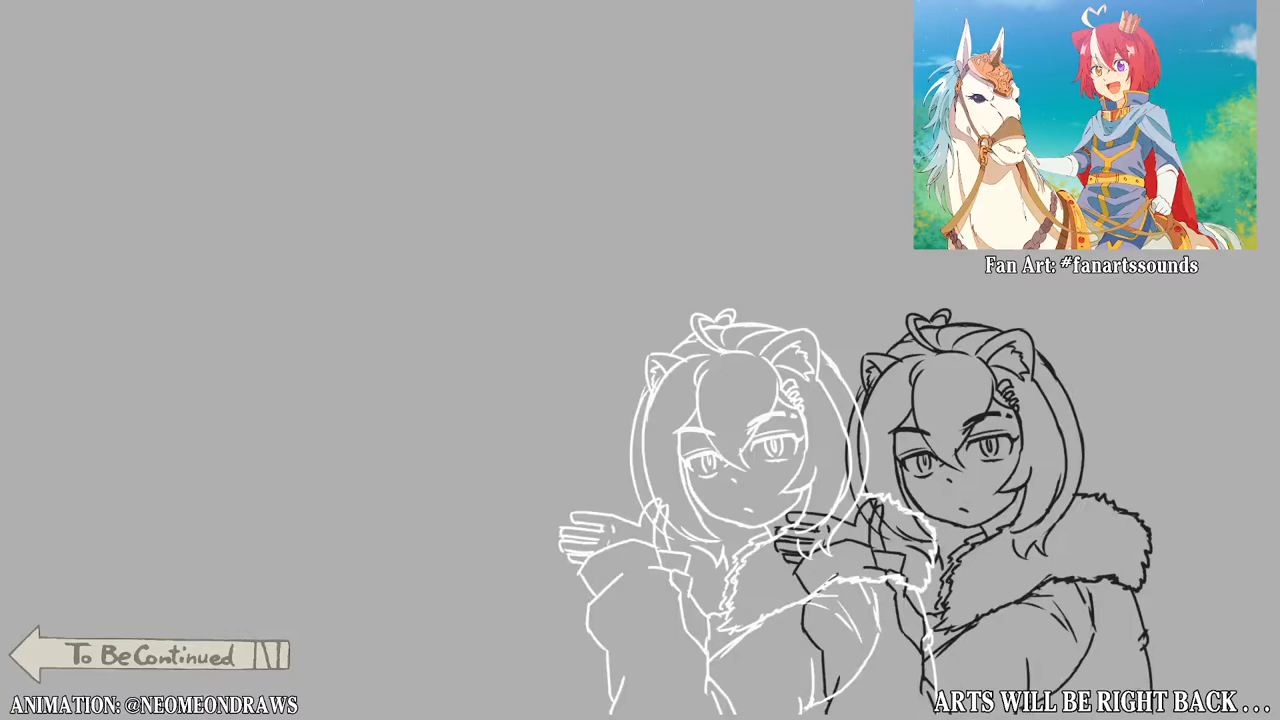 Fan Art: #fanartssounds
To Be Continued
ANIMATION: @NEOMEONDRAWS
ARTS WILL BE RIGHT BACK . . .